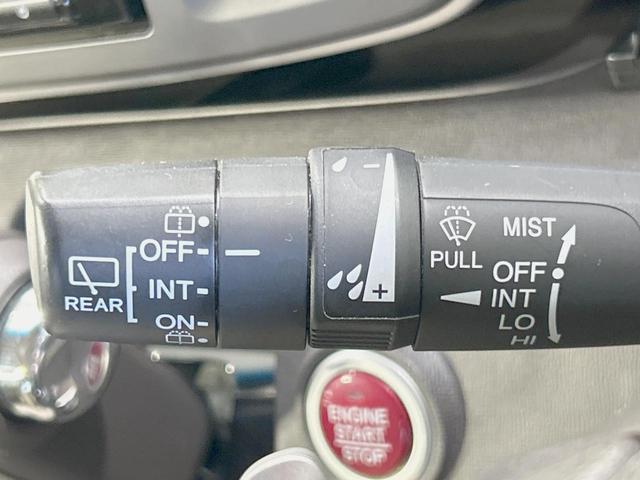 REAR
OFF
INT
ON
-
+
PULL
MIST
OFF
INT
LO
HI
ENGINE
START
STOP